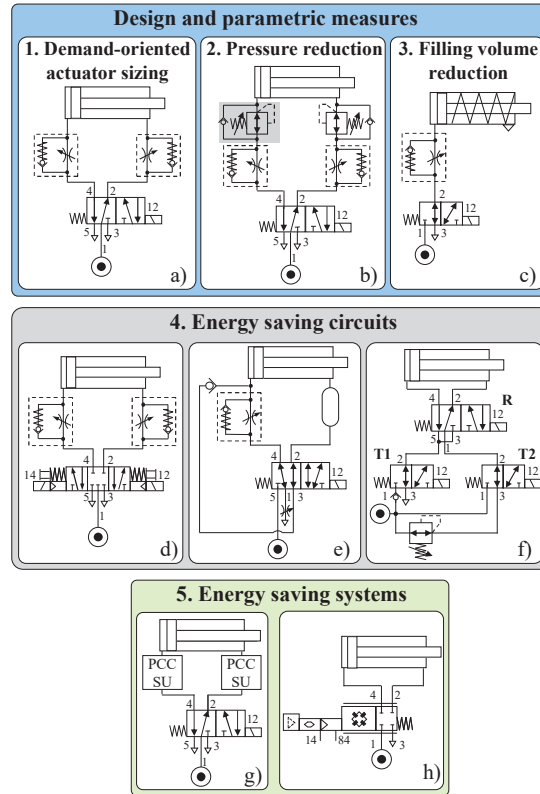 Design and parametric measures
1. Demand-oriented
actuator sizing
2. Pressure reduction
3. Filling volume
reduction
4 2
12
5 3
1
a)
4 2
12
5 3
1
b)
2
12
1 3
c)
4. Energy saving circuits
4 2
14 12
5 3
1
d)
4 2
12
5 1 3
e)
4 2
R
5 3
1
T1 T2
2 2
12 12
1 3 1 3
f)
5. Energy saving systems
PCC
SU
PCC
SU
4 2
12
5 3
1
g)
4 2
14 84
1 3
h)